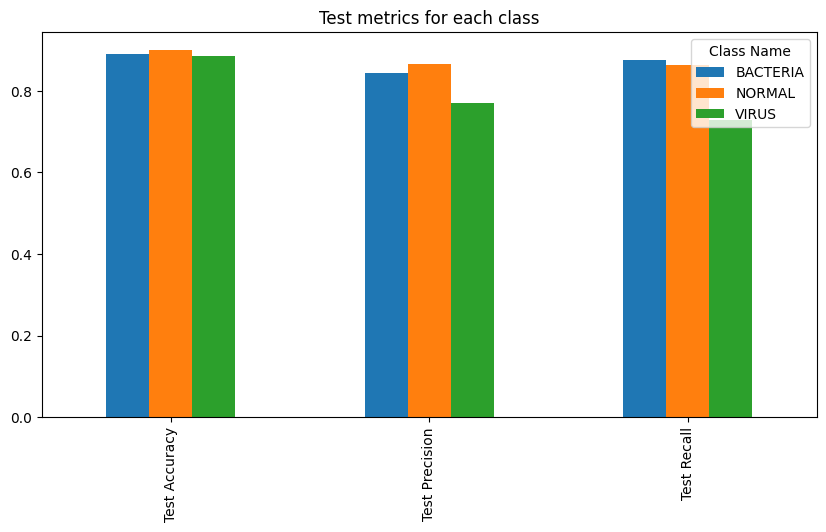 Test metrics for each class
Class Name
BACTERIA
NORMAL
VIRUS
0.8
0.6
0.4
0.2
0.0
Test Accuracy
Test Precision
Test Recall